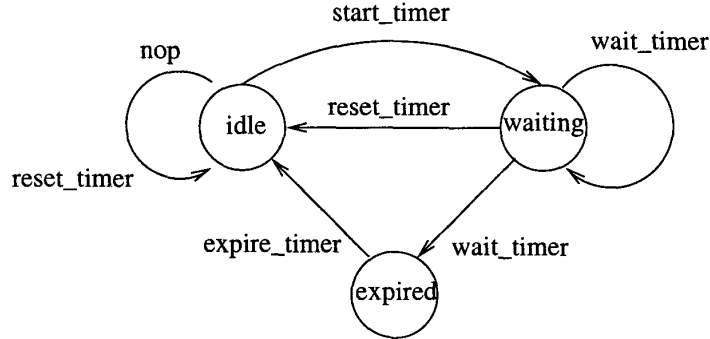 start_timer
nop
wait_timer
reset_timer
idle
waiting
reset_timer
expire_timer
wait_timer
expired